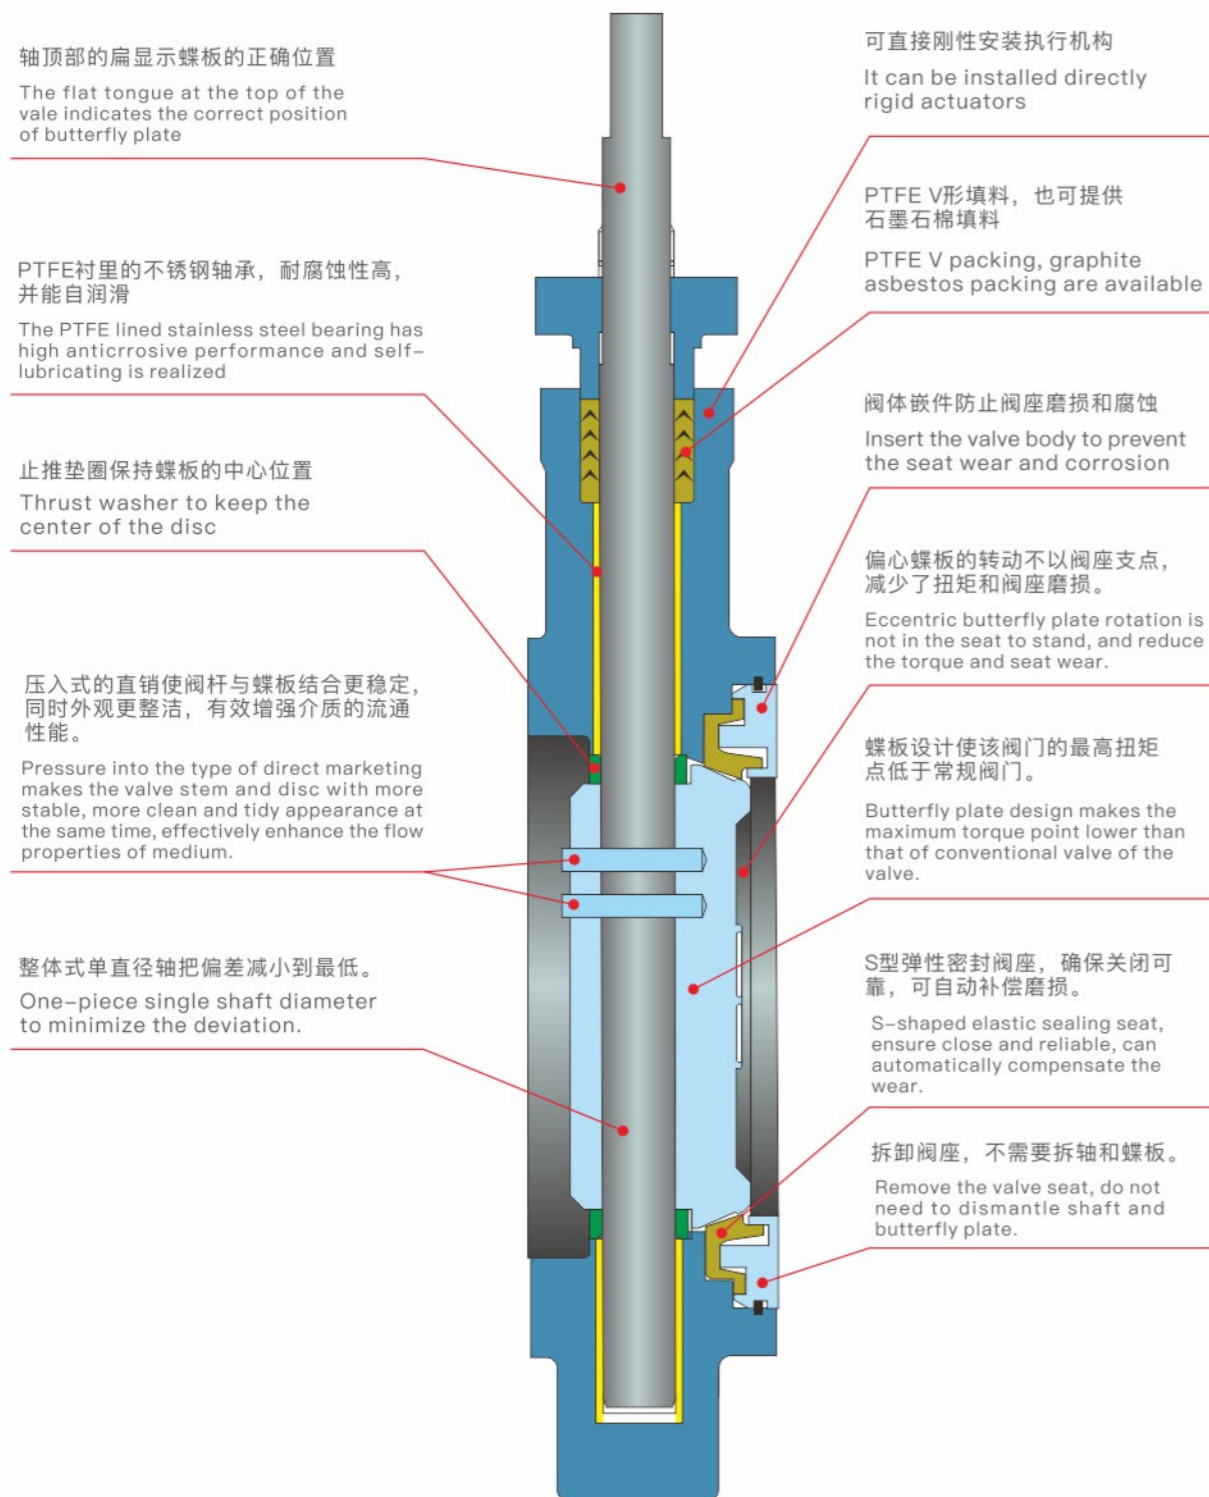 轴顶部的扁显示蝶板的正确位置
The flat tongue at the top of the
vale indicates the correct position
of butterfly plate
PTFE衬里的不锈钢轴承，耐腐蚀性高，
并能自润滑
The PTFE lined stainless steel bearing has
high anticrrosive performance and self-
lubricating is realized
止推垫圈保持蝶板的中心位置
Thrust washer to keep the
center of the disc
压入式的直销使阀杆与蝶板结合更稳定，
同时外观更整洁，有效增强介质的流通
性能。
Pressure into the type of direct marketing
makes the valve stem and disc with more
stable, more clean and tidy appearance at
the same time, effectively enhance the flow
properties of medium.
整体式单直径轴把偏差减小到最低。
One-piece single shaft diameter
to minimize the deviation.
可直接刚性安装执行机构
It can be installed directly
rigid actuators
PTFE V形填料，也可提供
石墨石棉填料
PTFE V packing, graphite
asbestos packing are available
阀体嵌件防止阀座磨损和腐蚀
Insert the valve body to prevent
the seat wear and corrosion
偏心蝶板的转动不以阀座支点，
减少了扭矩和阀座磨损。
Eccentric butterfly plate rotation is
not in the seat to stand, and reduce
the torque and seat wear.
蝶板设计使该阀门的最高扭矩
点低于常规阀门。
Butterfly plate design makes the
maximum torque point lower than
that of conventional valve of the
valve.
S型弹性密封阀座，确保关闭可
靠，可自动补偿磨损。
S-shaped elastic sealing seat,
ensure close and reliable, can
automatically compensate the
wear.
拆卸阀座，不需要拆轴和蝶板。
Remove the valve seat, do not
need to dismantle shaft and
butterfly plate.